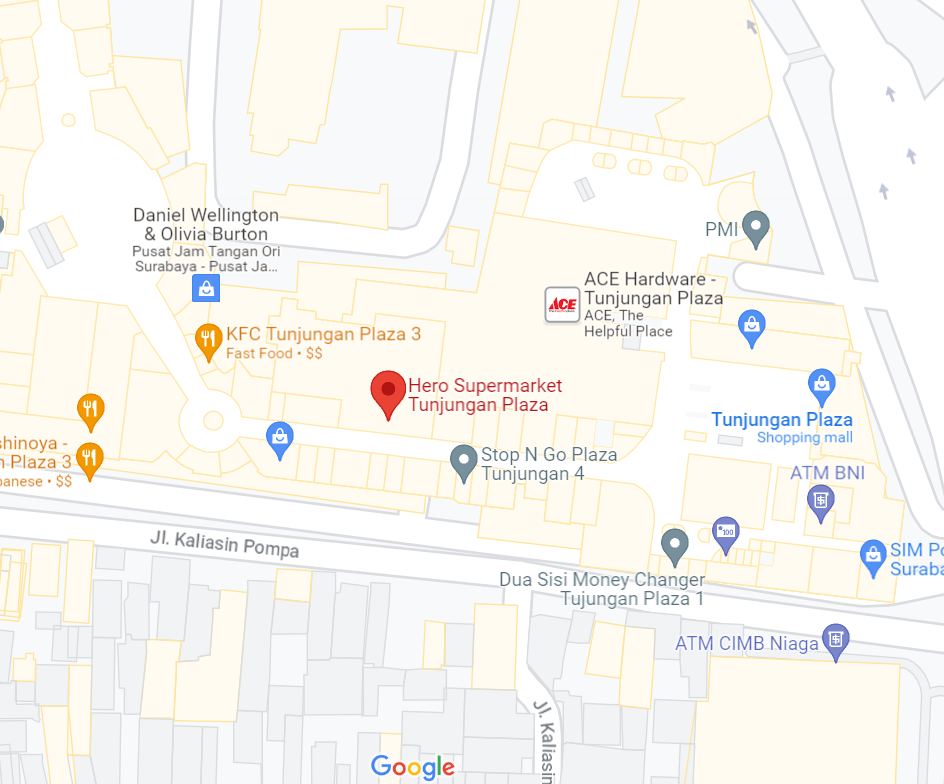 Daniel Wellington
& Olivia Burton
Pusat Jam Tangan Ori
Surabaya - Pusat Ja...
PMI
ACE
ACE Hardware -
Tunjungan Plaza
ACE, The
Helpful Place
KFC Tunjungan Plaza 3
Fast Food • $$
Hero Supermarket
Tunjungan Plaza
Tunjungan Plaza
Shopping mall
shinoya -
n Plaza 3
panese • $$
Stop N Go Plaza
Tunjungan 4
ATM BNI
100
Jl. Kaliasin Pompa
SIM Po
Suraba
Dua Sisi Money Changer
Tujungan Plaza 1
ATM CIMB Niaga
Jl. Kaliasin
Google